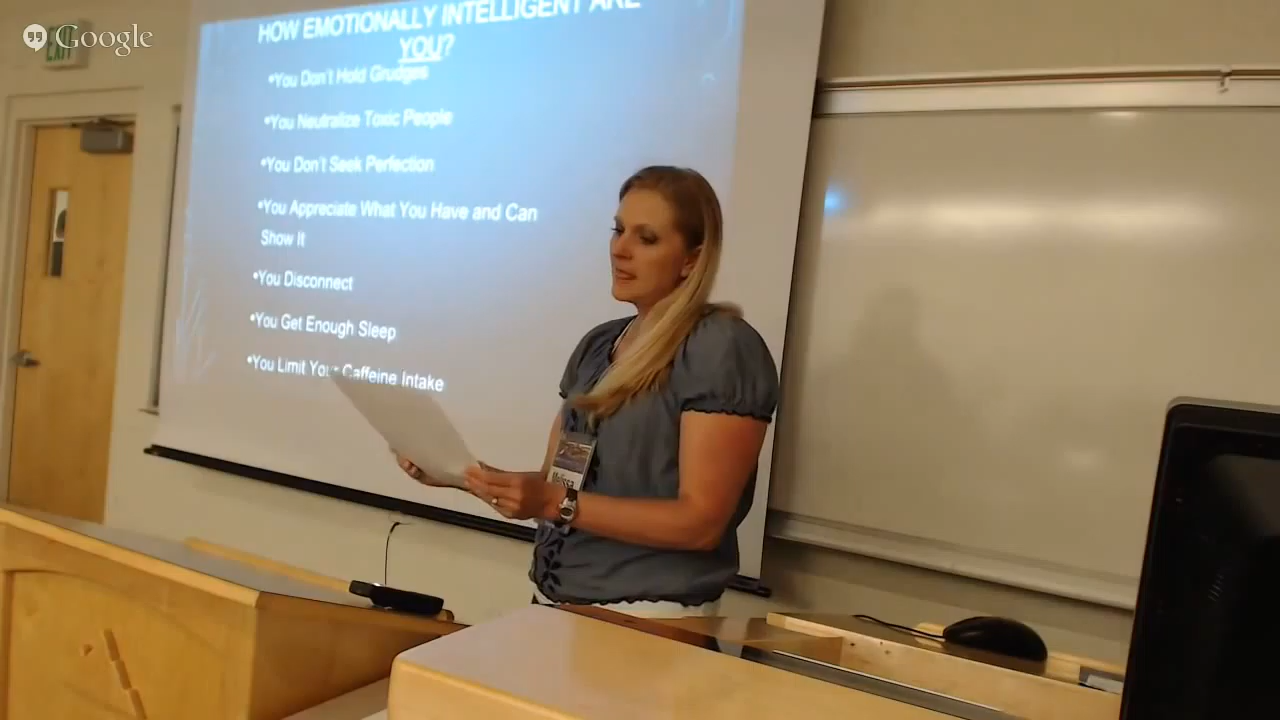 Google
EXIT
HOW EMOTIONALLY INTELLIGENT ARE
YOU?
•You Don't Hold Grudges
•You Neutralize Toxic People
•You Don't Seek Perfection
•You Appreciate What You Have and Can
Show It
•You Disconnect
•You Get Enough Sleep
•You Limit Your Caffeine Intake
Melissa